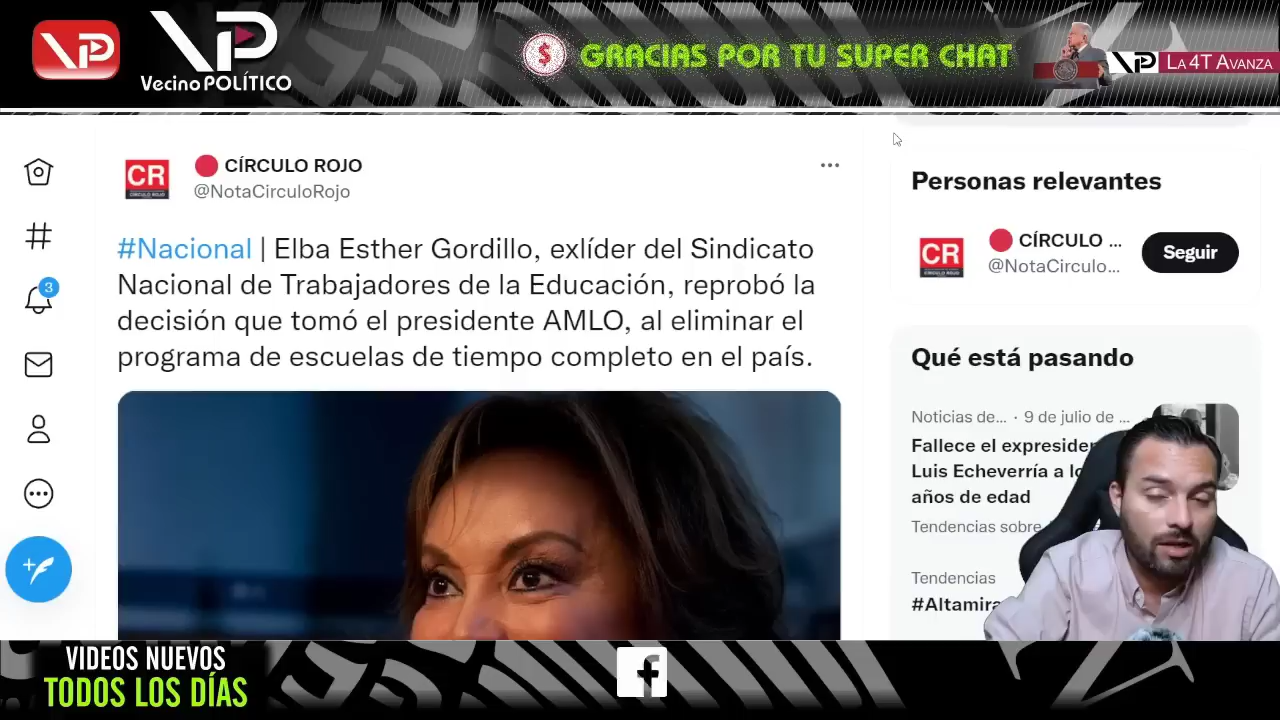 VP
VP
Vecino POLÍTICO
$
GRACIAS POR TU SUPER CHAT
VP
LA 4T AVANZA
CR
CÍRCULO ROJO
CÍRCULO ROJO
@NotaCirculoRojo
#Nacional | Elba Esther Gordillo, exlíder del Sindicato
Nacional de Trabajadores de la Educación, reprobó la
decisión que tomó el presidente AMLO, al eliminar el
programa de escuelas de tiempo completo en el país.
Personas relevantes
CR
CÍRCULO ROJO
CÍRCULO ...
@NotaCirculo...
Seguir
Qué está pasando
Noticias de... · 9 de julio de ...
Fallece el expresiden
Luis Echeverría a lo
años de edad
Tendencias sobre
Tendencias
#Altamira
3
VIDEOS NUEVOS
TODOS LOS DÍAS
f